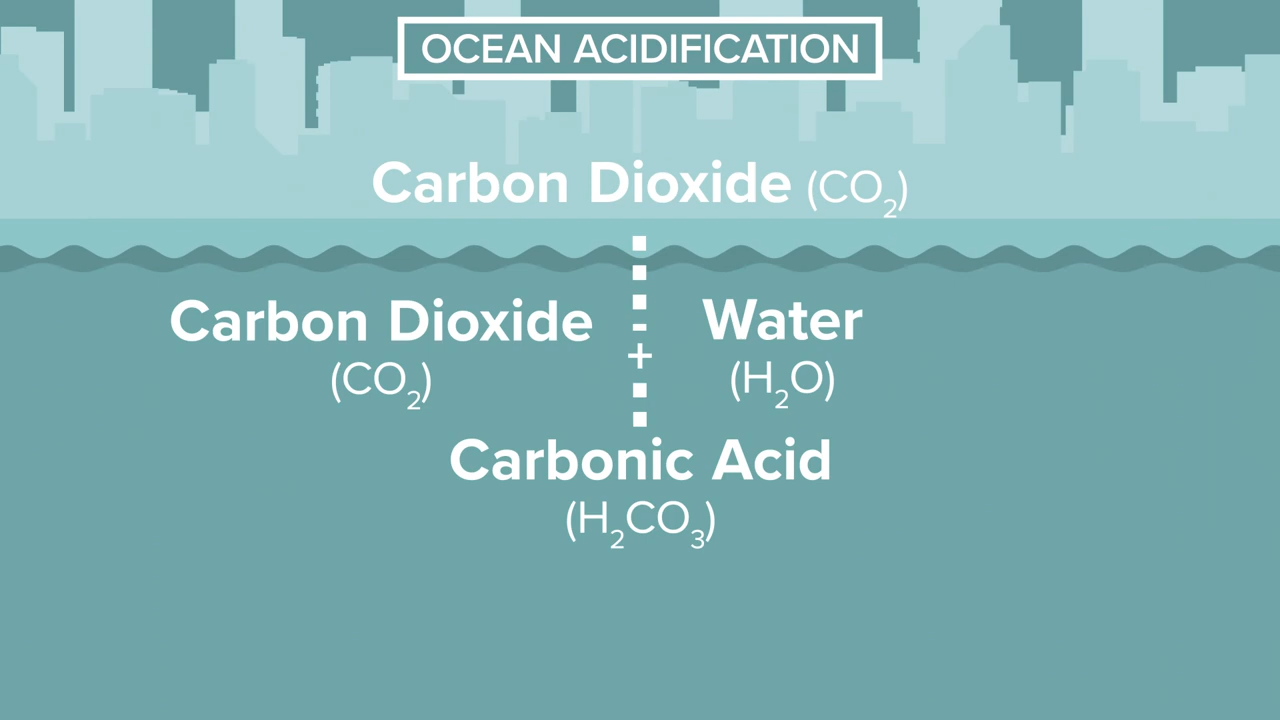 OCEAN ACIDIFICATION
Carbon Dioxide (CO₂)
Carbon Dioxide + Water
(CO₂) (H₂O)
Carbonic Acid
(H₂CO₃)